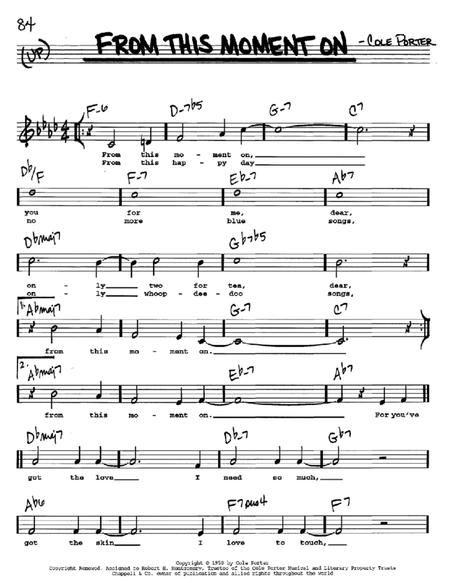 84
(UP)
FROM THIS MOMENT ON
- COLE PORTER
F-6 D-7b5 G-7 C7
From this mo - ment on,
From this hap - py day
Db/F F-7 Eb-7 Ab7
you for me, dear,
no more blue songs,
Dbmaj7 Gb7b5
on - ly two for tea, dear,
on - ly whoop - dee - doo songs,
1. Abmaj7 G-7 C7
from this mo - ment on.
2. Abmaj7 Eb-7 Ab7
from this mo - ment on. For you've
Dbmaj7 Db-7 Gb7
got the love I need so much,
Ab6 F7sus4 F7
got the skin I love to touch,
Copyright © 1950 by Cole Porter
Copyright Renewed, Assigned to Robert H. Montgomery, Trustee of the Cole Porter Musical and Literary Property Trusts
Chappell & Co. owner of publication and allied rights throughout the world